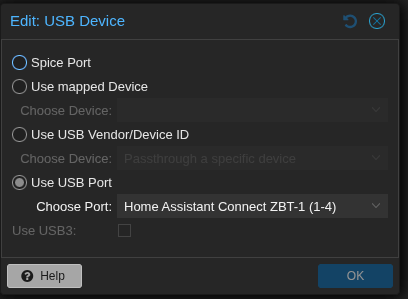 Edit: USB Device
Spice Port
Use mapped Device
Choose Device:
Use USB Vendor/Device ID
Choose Device: Passthrough a specific device
Use USB Port
Choose Port: Home Assistant Connect ZBT-1 (1-4)
Use USB3:
Help OK